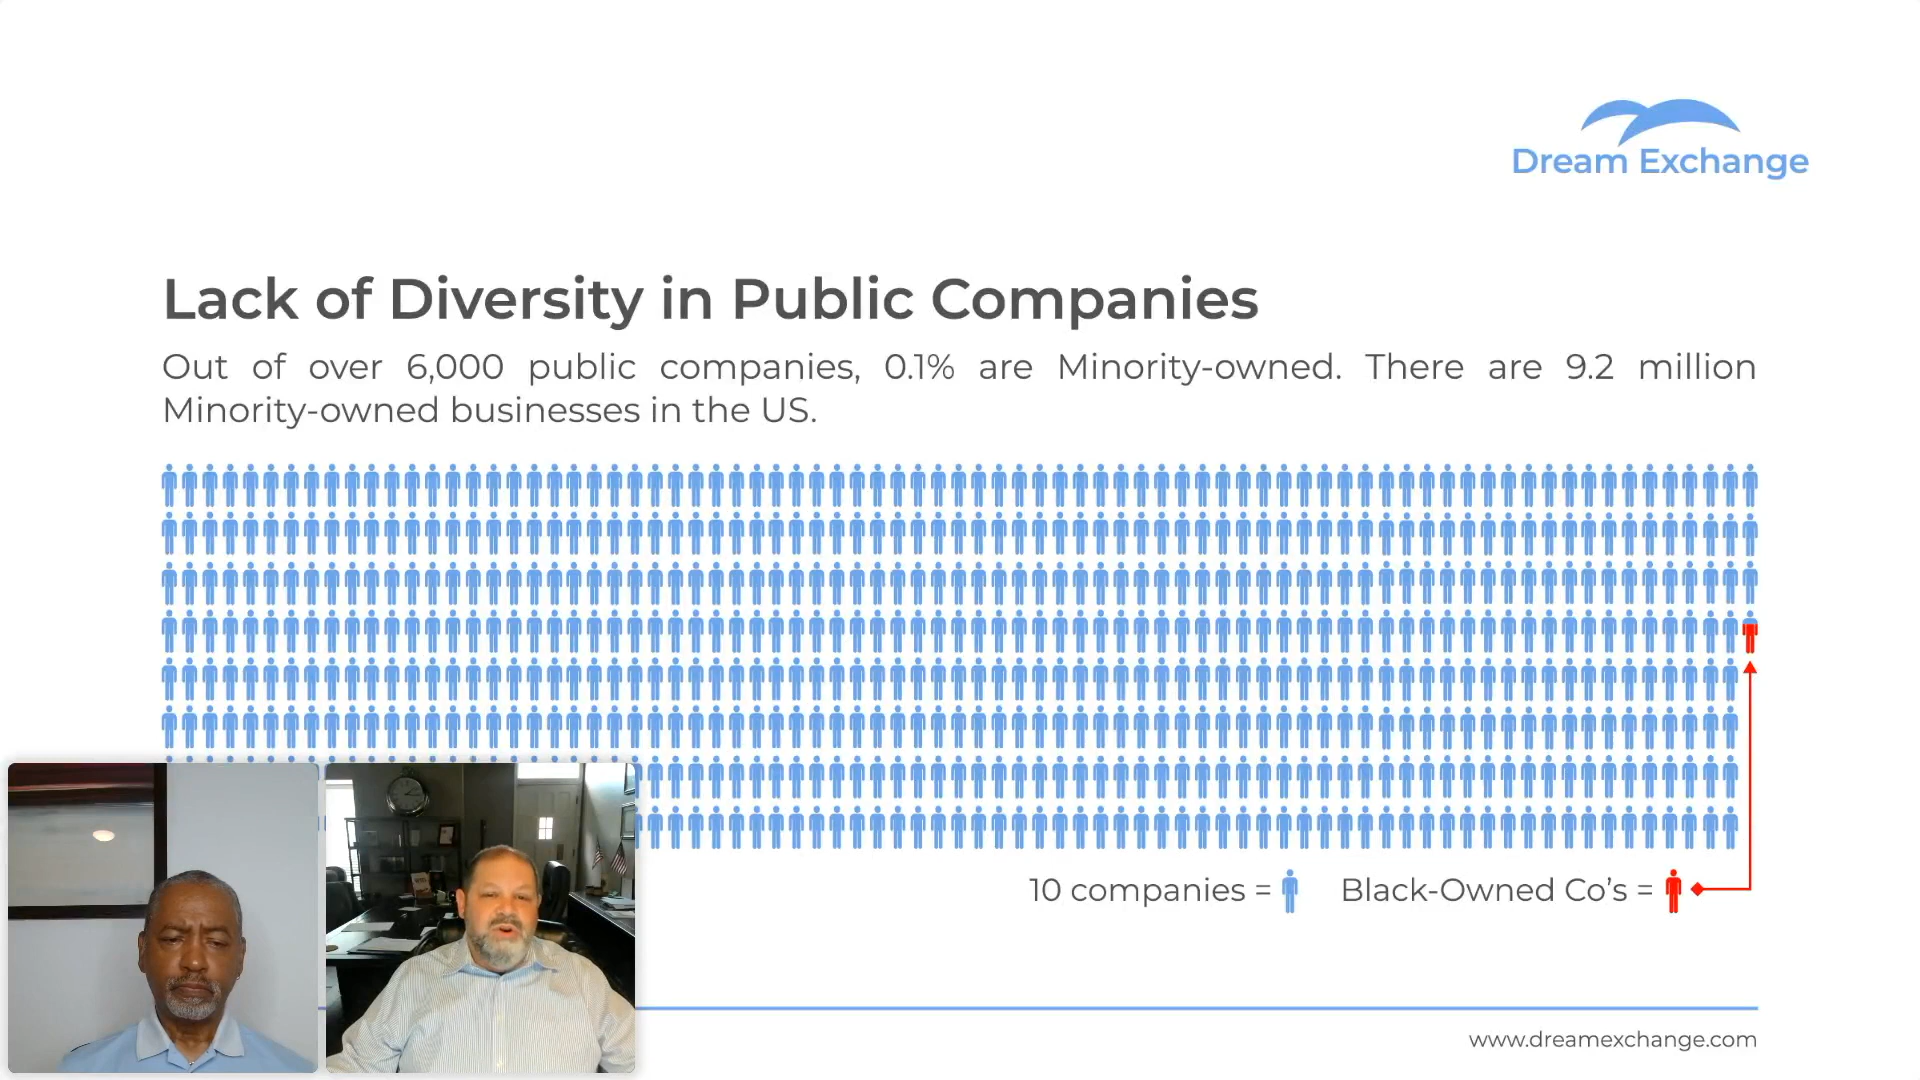 Dream Exchange
Lack of Diversity in Public Companies
Out of over 6,000 public companies, 0.1% are Minority-owned. There are 9.2 million
Minority-owned businesses in the US.
10 companies =
Black-Owned Co’s =
www.dreamexchange.com